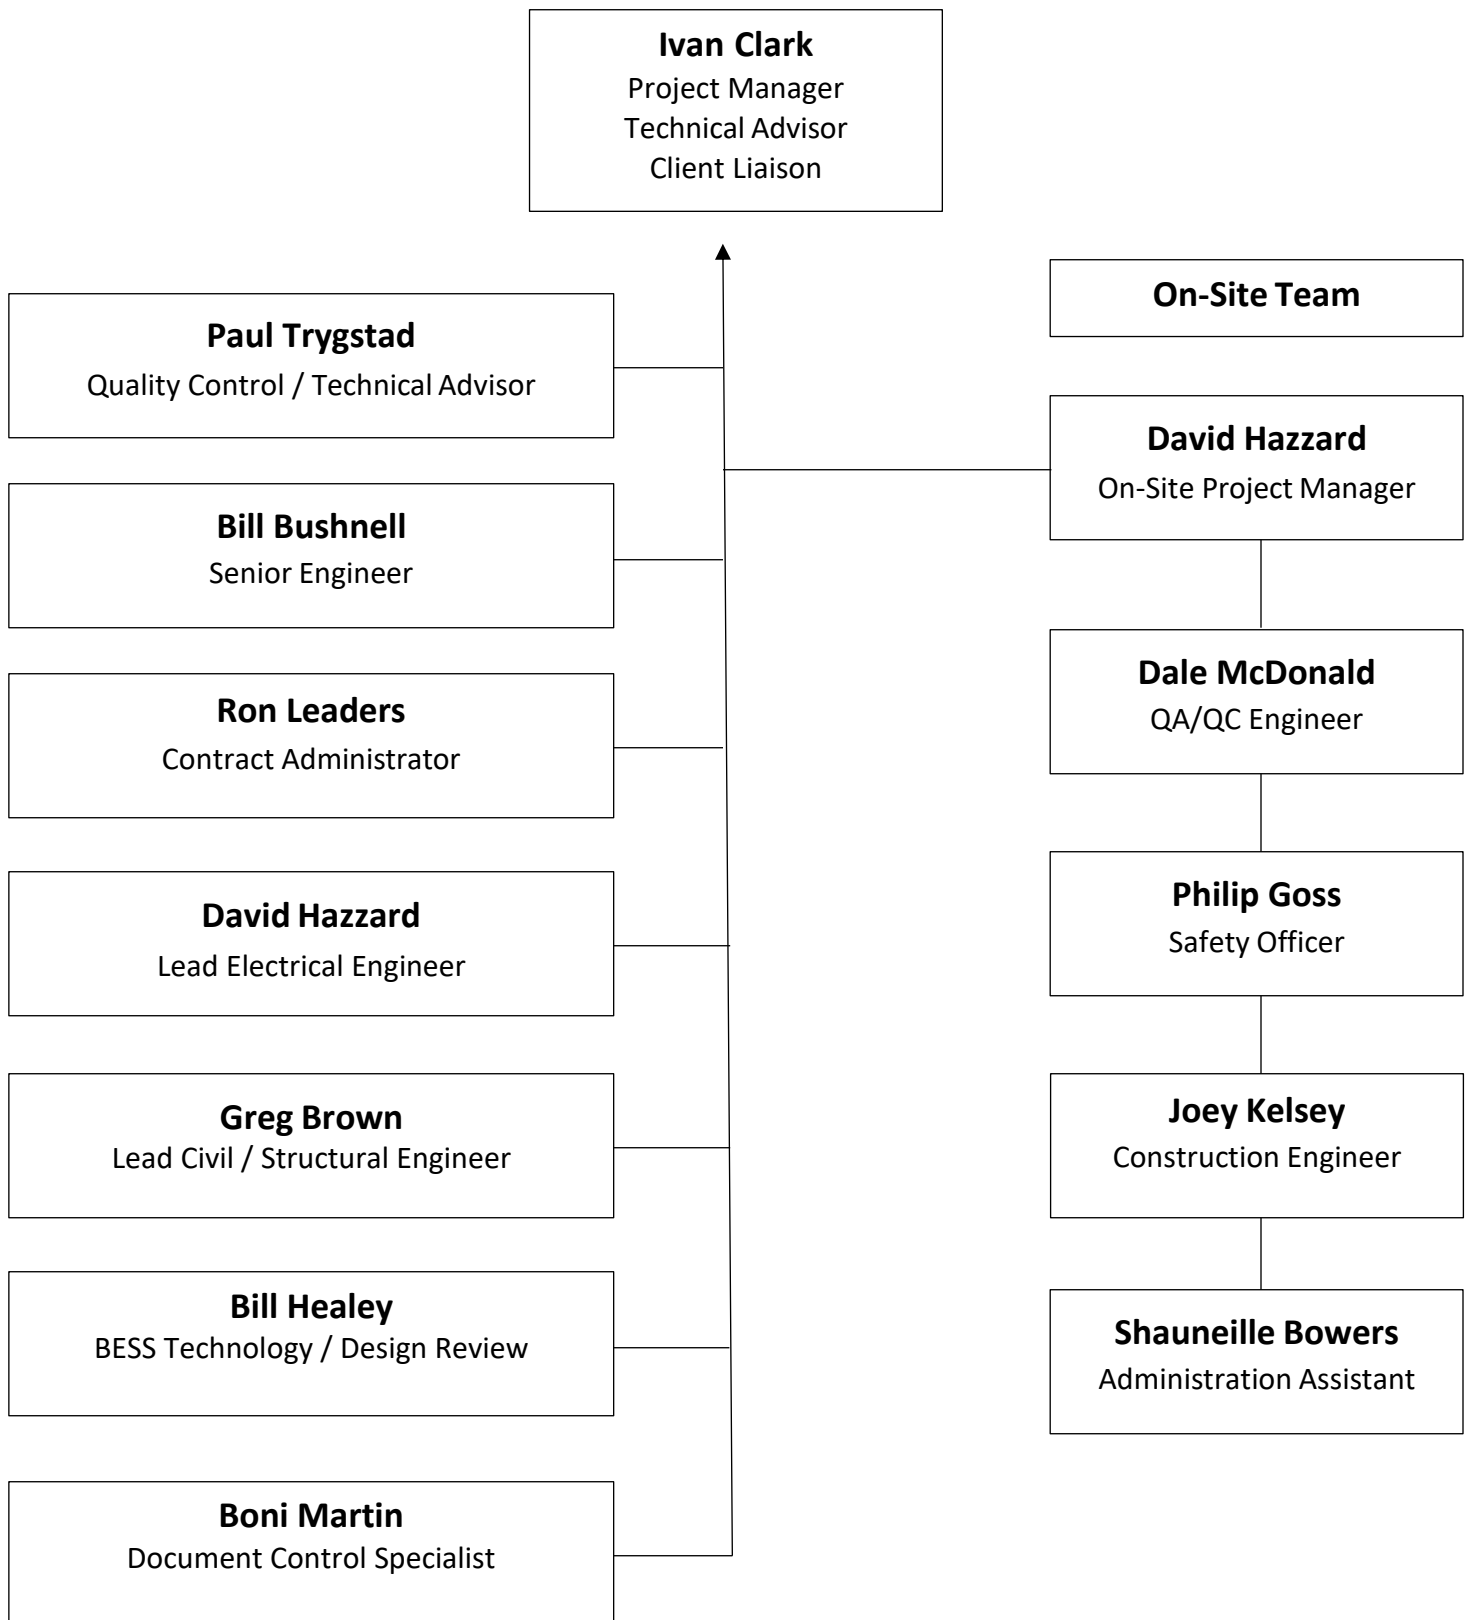 Ivan Clark
Project Manager
Technical Advisor
Client Liaison
Paul Trygstad
Quality Control / Technical Advisor
Bill Bushnell
Senior Engineer
Ron Leaders
Contract Administrator
David Hazzard
Lead Electrical Engineer
Greg Brown
Lead Civil / Structural Engineer
Bill Healey
BESS Technology / Design Review
Boni Martin
Document Control Specialist
On-Site Team
David Hazzard
On-Site Project Manager
Dale McDonald
QA/QC Engineer
Philip Goss
Safety Officer
Joey Kelsey
Construction Engineer
Shauneille Bowers
Administration Assistant